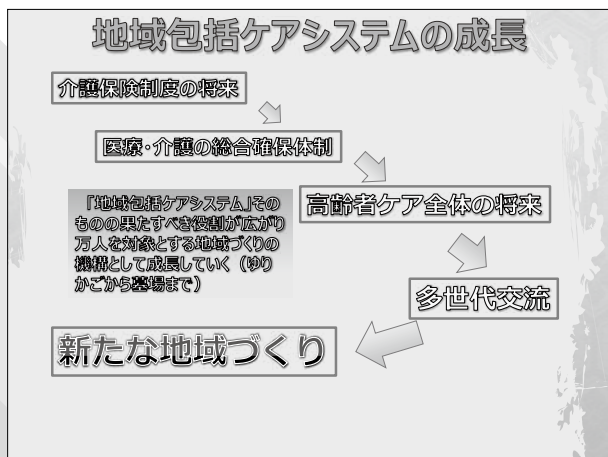 地域包括ケアシステムの成長
介護保険制度の将来
医療・介護の総合確保体制
高齢者ケア全体の将来
「地域包括ケアシステム」その
ものの果たすべき役割が広がり
万人を対象とする地域づくりの
機構として成長していく（ゆり
かごから墓場まで）
多世代交流
新たな地域づくり